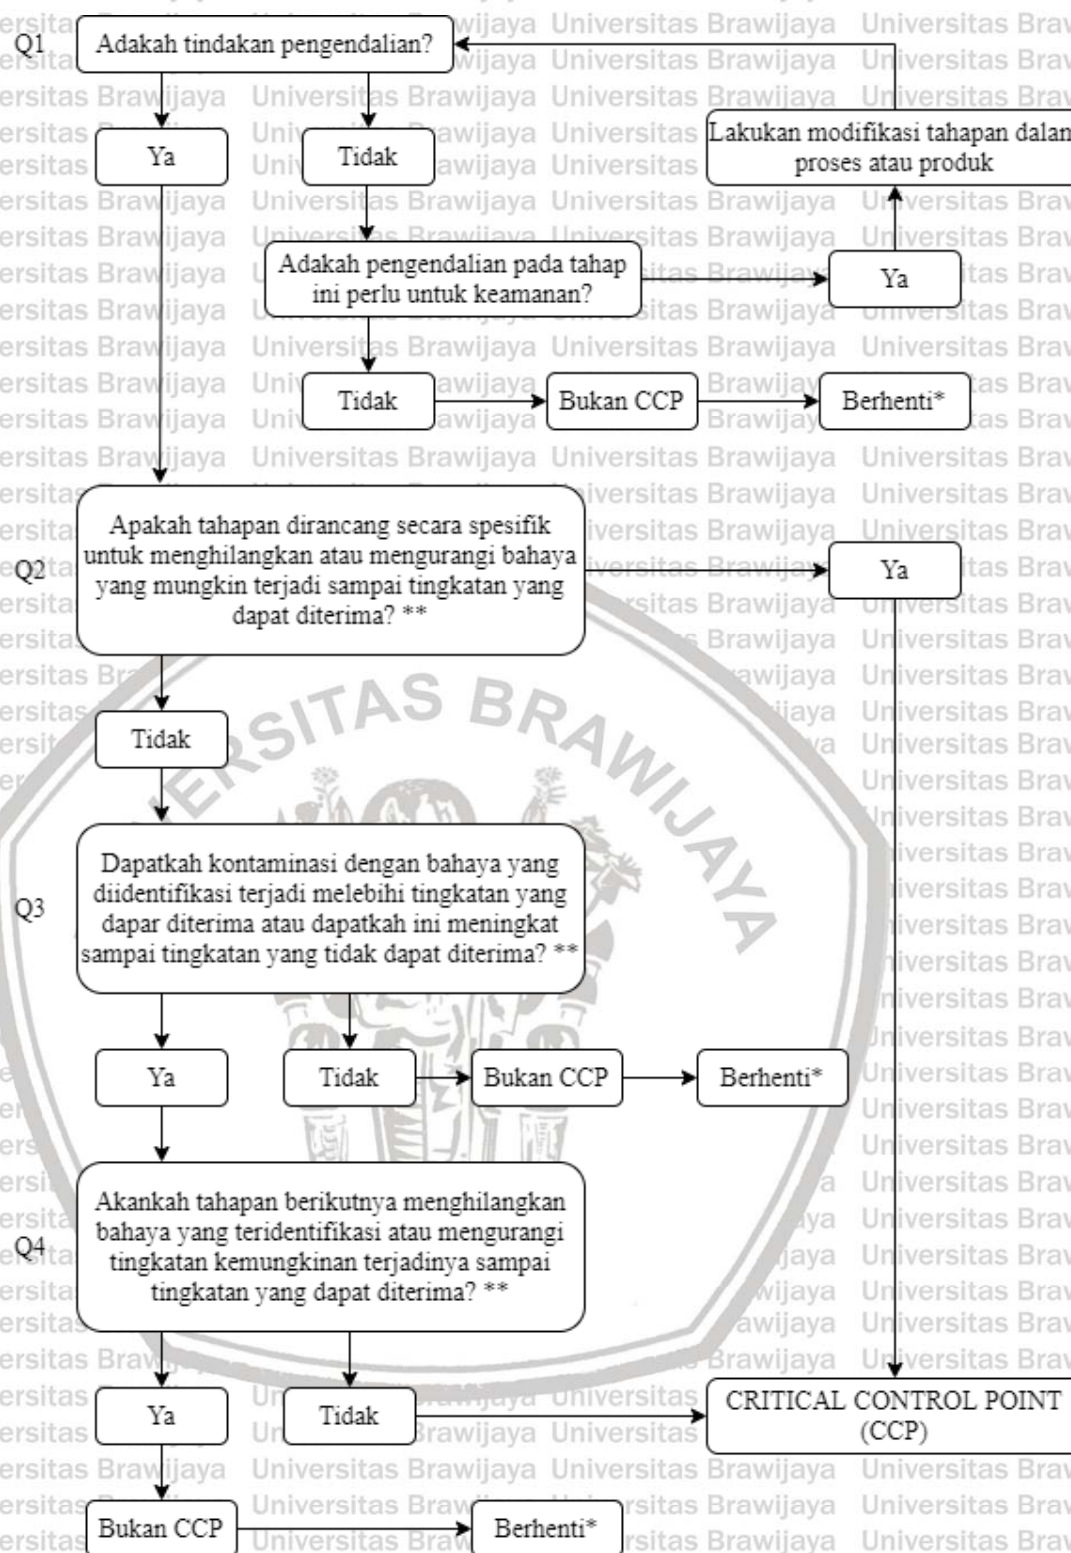 Q1
Adakah tindakan pengendalian?
Ya
Tidak
Lakukan modifikasi tahapan dalam
proses atau produk
Adakah pengendalian pada tahap
ini perlu untuk keamanan?
Ya
Tidak
Bukan CCP
Berhenti*
Q2
Apakah tahapan dirancang secara spesifik
untuk menghilangkan atau mengurangi bahaya
yang mungkin terjadi sampai tingkatan yang
dapat diterima? **
Ya
Tidak
Q3
Dapatkah kontaminasi dengan bahaya yang
diidentifikasi terjadi melebihi tingkatan yang
dapar diterima atau dapatkah ini meningkat
sampai tingkatan yang tidak dapat diterima? **
Ya
Tidak
Bukan CCP
Berhenti*
Q4
Akankah tahapan berikutnya menghilangkan
bahaya yang teridentifikasi atau mengurangi
tingkatan kemungkinan terjadinya sampai
tingkatan yang dapat diterima? **
Ya
Tidak
CRITICAL CONTROL POINT
(CCP)
Bukan CCP
Berhenti*